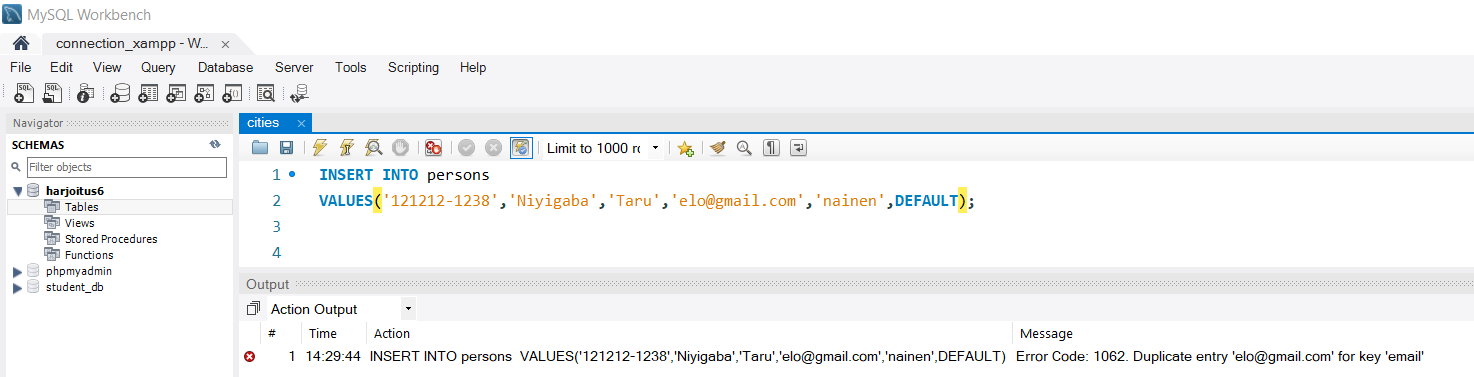 MySQL Workbench
connection_xampp - W... ×
File Edit View Query Database Server Tools Scripting Help
Navigator
SCHEMAS
Filter objects
harjoitus6
Tables
Views
Stored Procedures
Functions
phpmyadmin
student_db
cities ×
Limit to 1000 rc
1 INSERT INTO persons
2 VALUES('121212-1238','Niyigaba','Taru','elo@gmail.com','nainen',DEFAULT);
3
4
Output
Action Output
# Time Action Message
1 14:29:44 INSERT INTO persons VALUES('121212-1238','Niyigaba','Taru','elo@gmail.com','nainen',DEFAULT) Error Code: 1062. Duplicate entry 'elo@gmail.com' for key 'email'